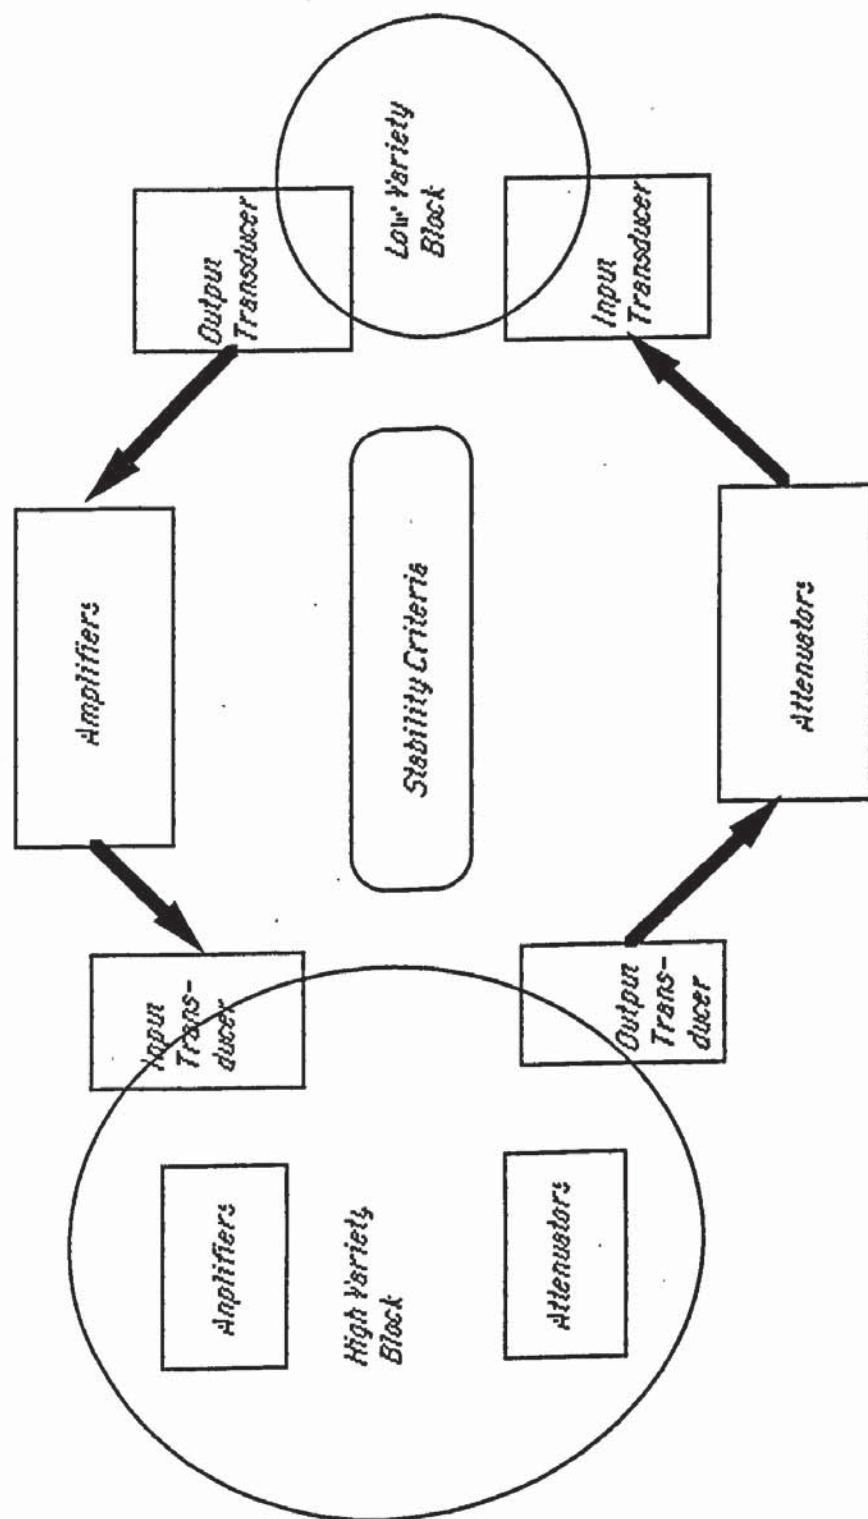 Amplifiers
Input
Trans-
ducer
Output
Transducer
Amplifiers
High Variety
Block
Stability Criteria
Low Variety
Block
Attenuators
Output
Trans-
ducer
Input
Transducer
Attenuators